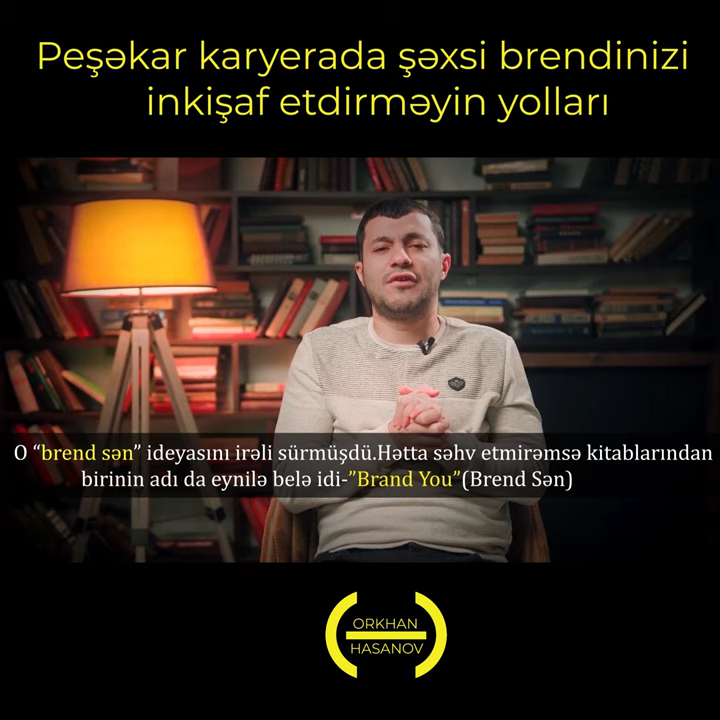 Peşəkar karyerada şəxsi brendinizi
inkişaf etdirməyin yolları
O “brend sən” ideyasını irəli sürmüşdü.Hətta səhv etmirəmsə kitablarından
birinin adı da eynilə belə idi-”Brand You”(Brend Sən)
ORKHAN
HASANOV